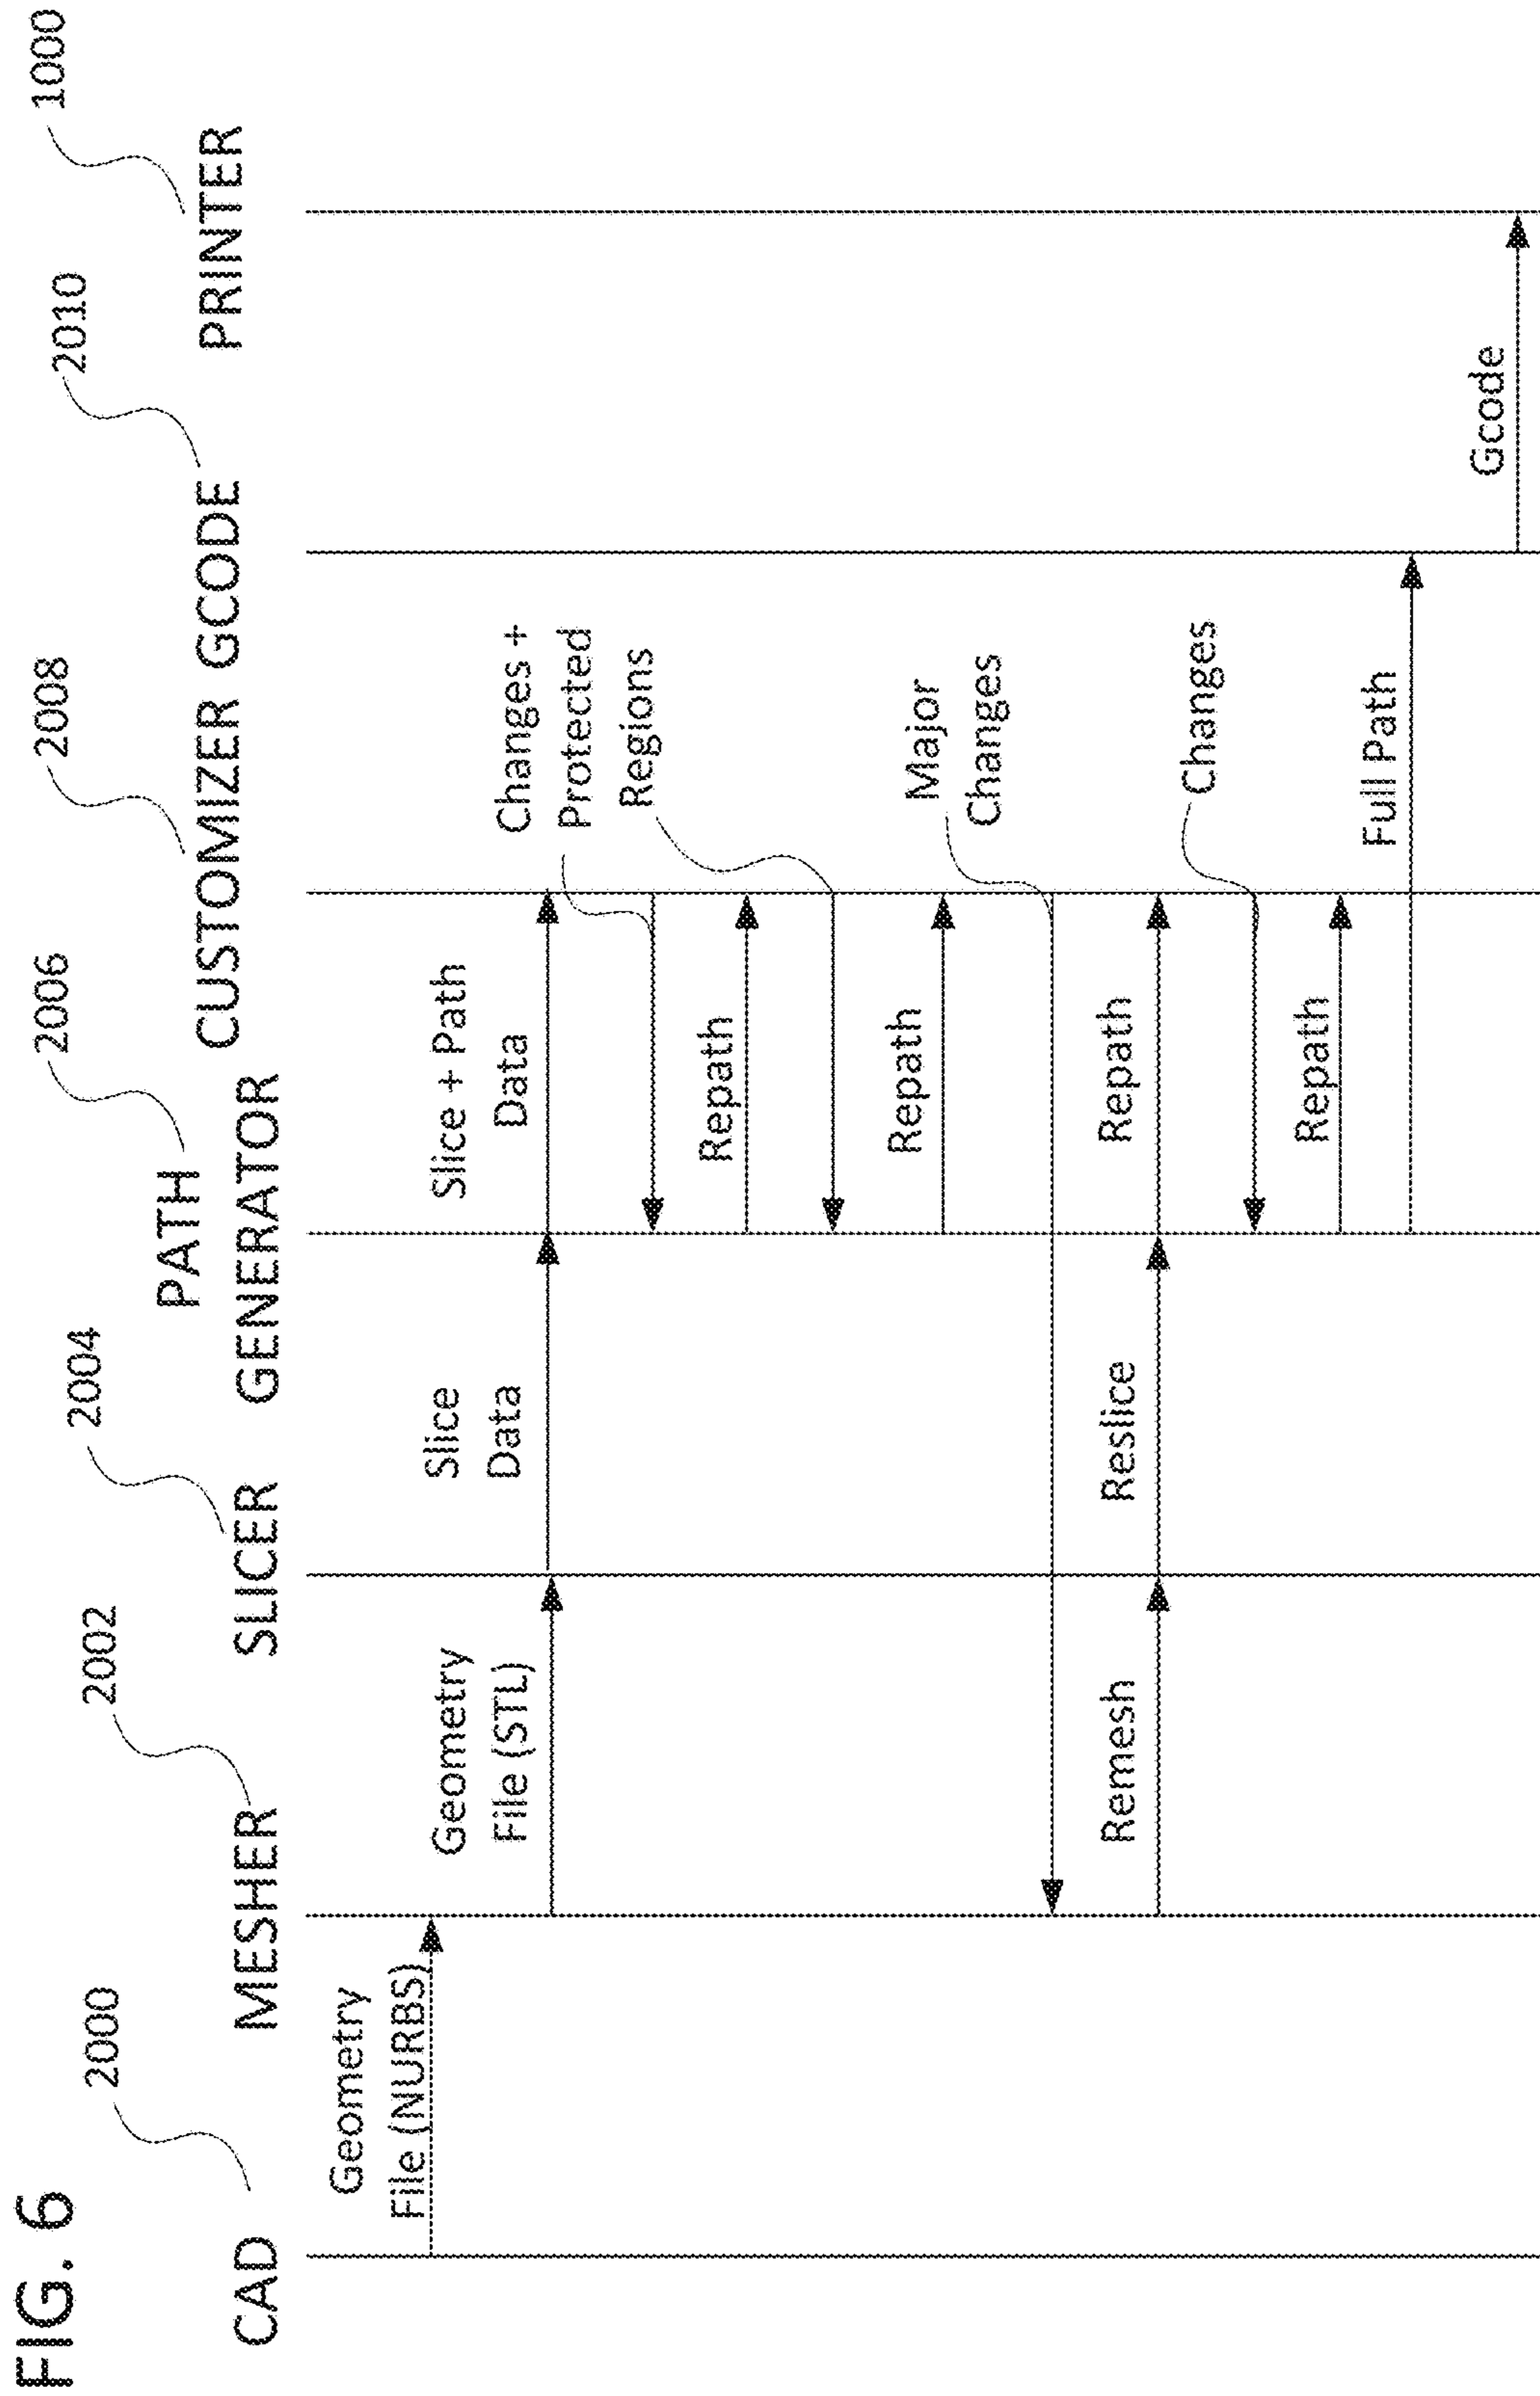 FIG. 6
2000
2002
2004
2006
2008
2010
1000
CAD
MESHER
SLICER
PATH
GENERATOR
CUSTOMIZER
GCODE
PRINTER
Geometry
File (NURBS)
Geometry
File (STL)
Slice
Data
Slice + Path
Data
Changes +
Protected
Regions
Repath
Repath
Major
Changes
Remesh
Reslice
Repath
Changes
Repath
Full Path
Gcode